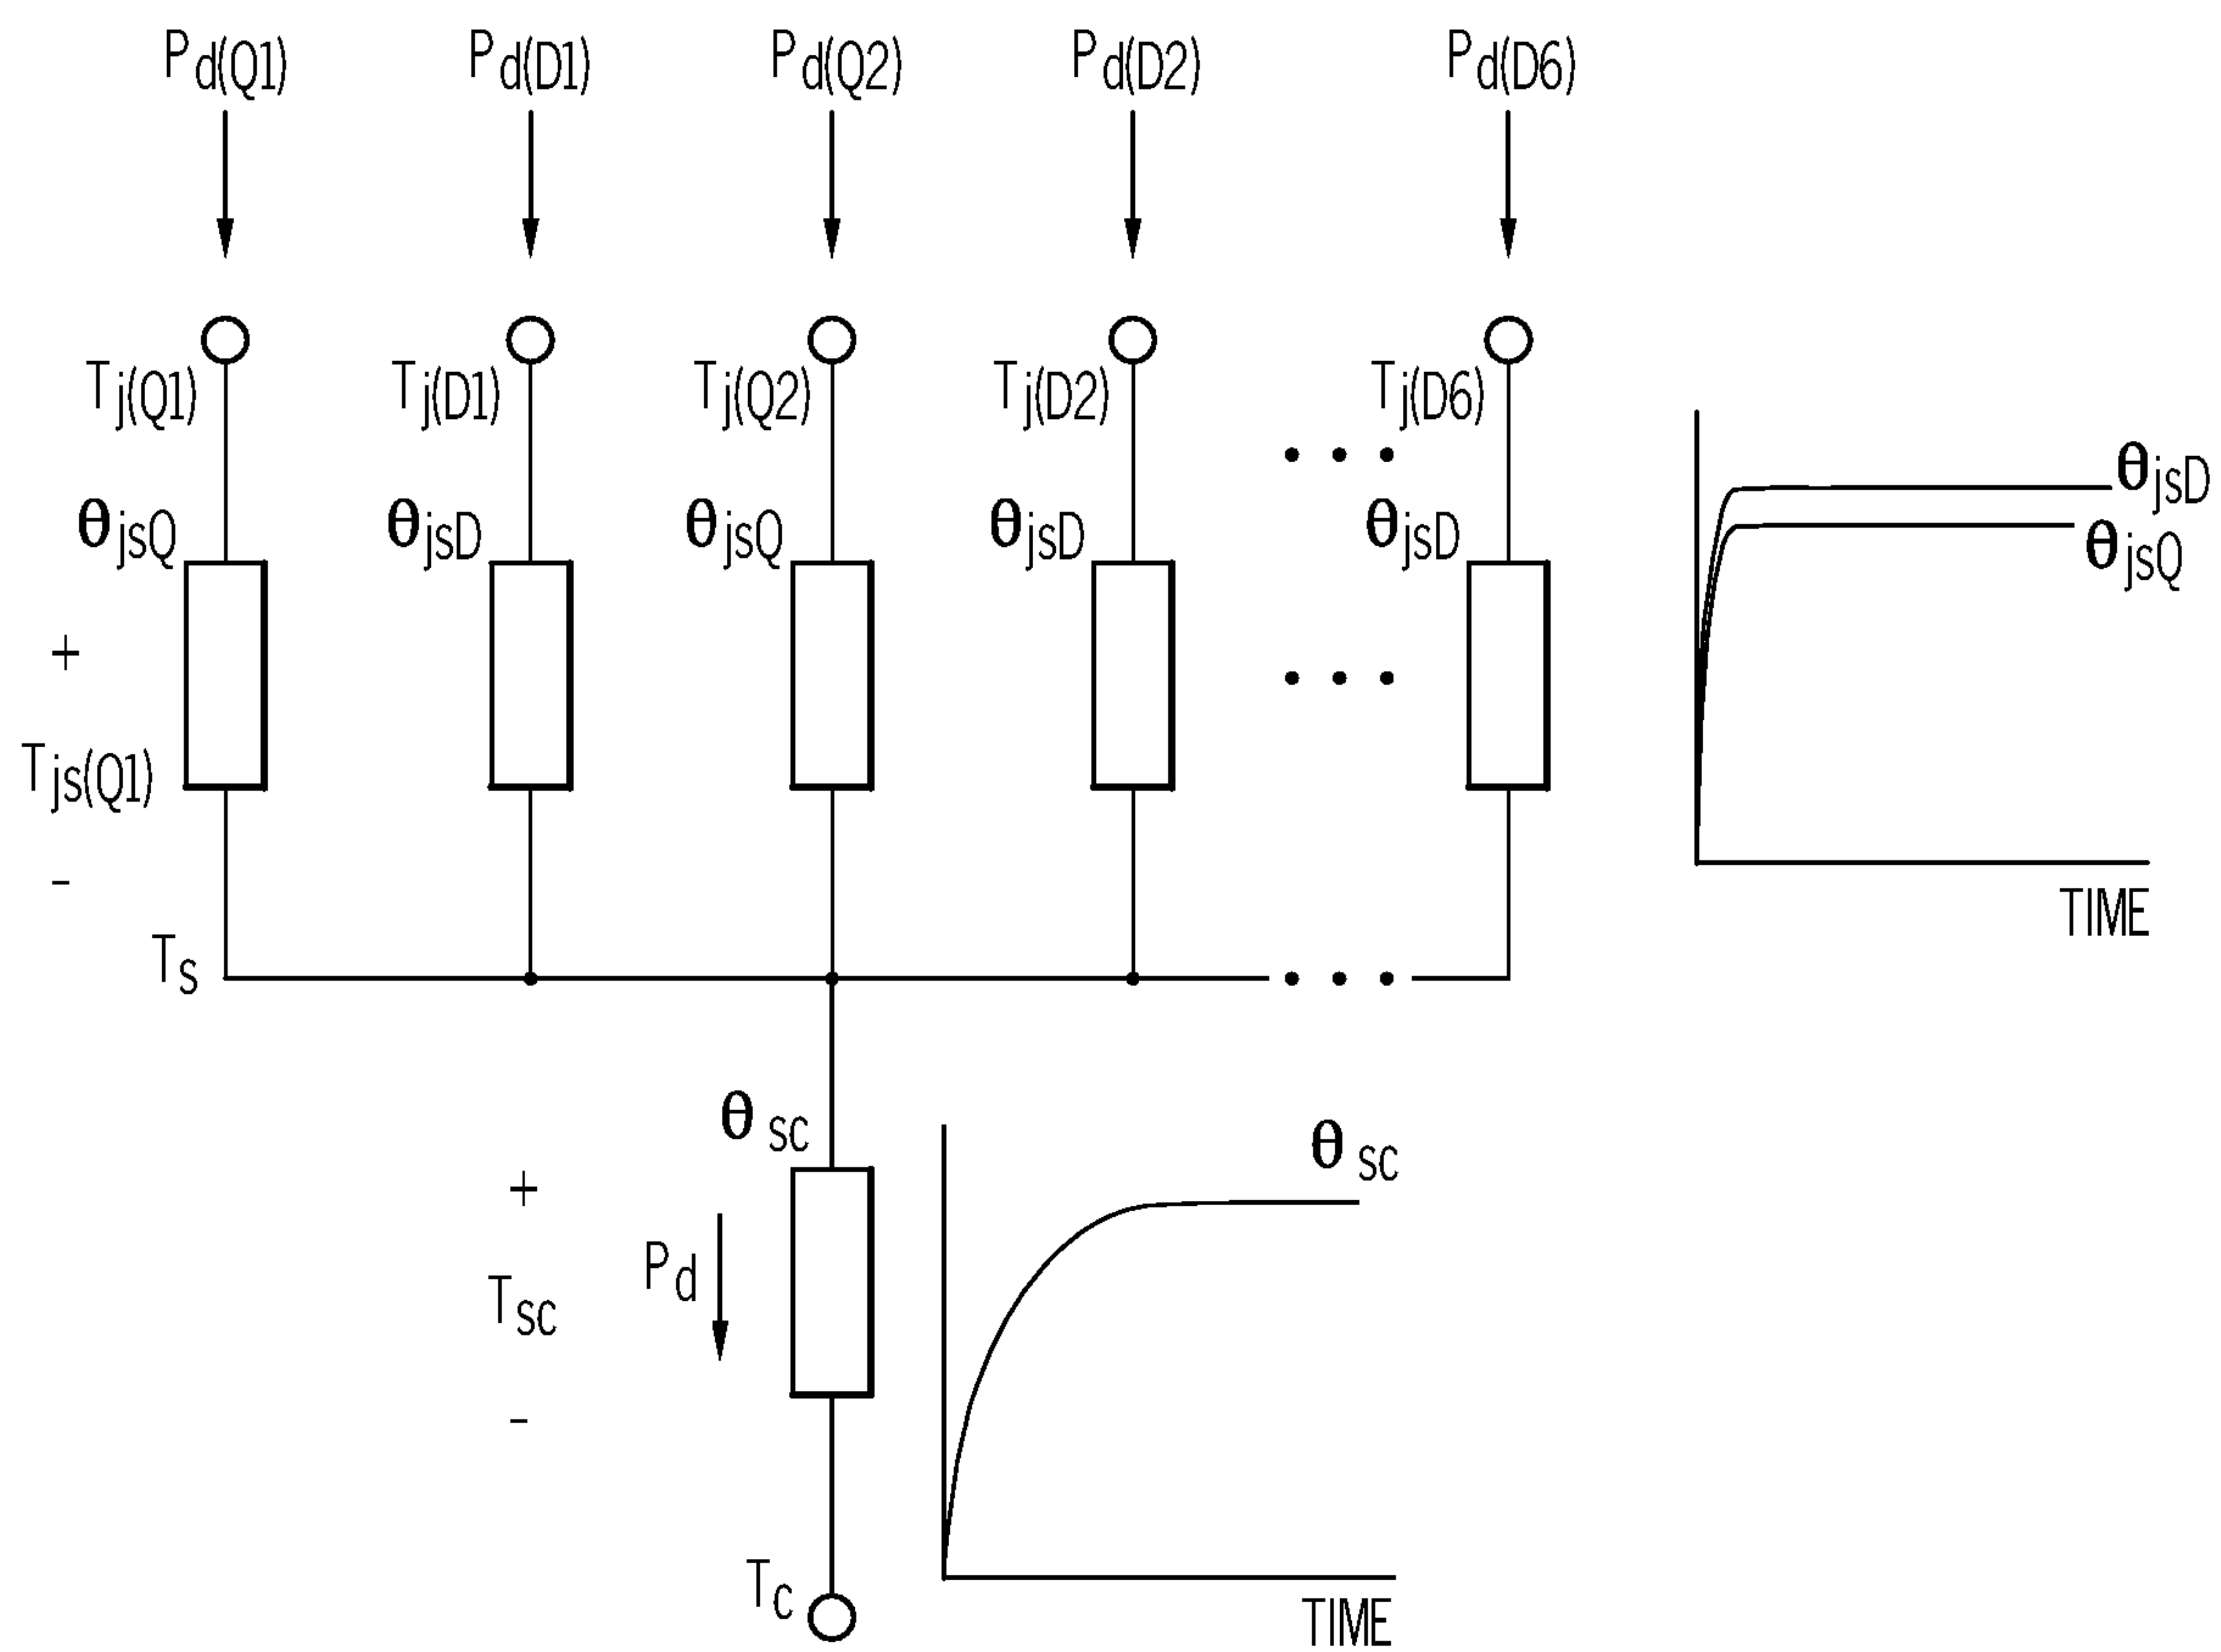 Pd(Q1) Pd(D1) Pd(Q2) Pd(D2) Pd(D6)
Tj(Q1) Tj(D1) Tj(Q2) Tj(D2) Tj(D6)
θjsQ θjsD θjsQ θjsD θjsD
θjsD
θjsQ
+
Tjs(Q1)
-
TIME
Ts
θsc
θsc
+
Pd
Tsc
-
Tc
TIME